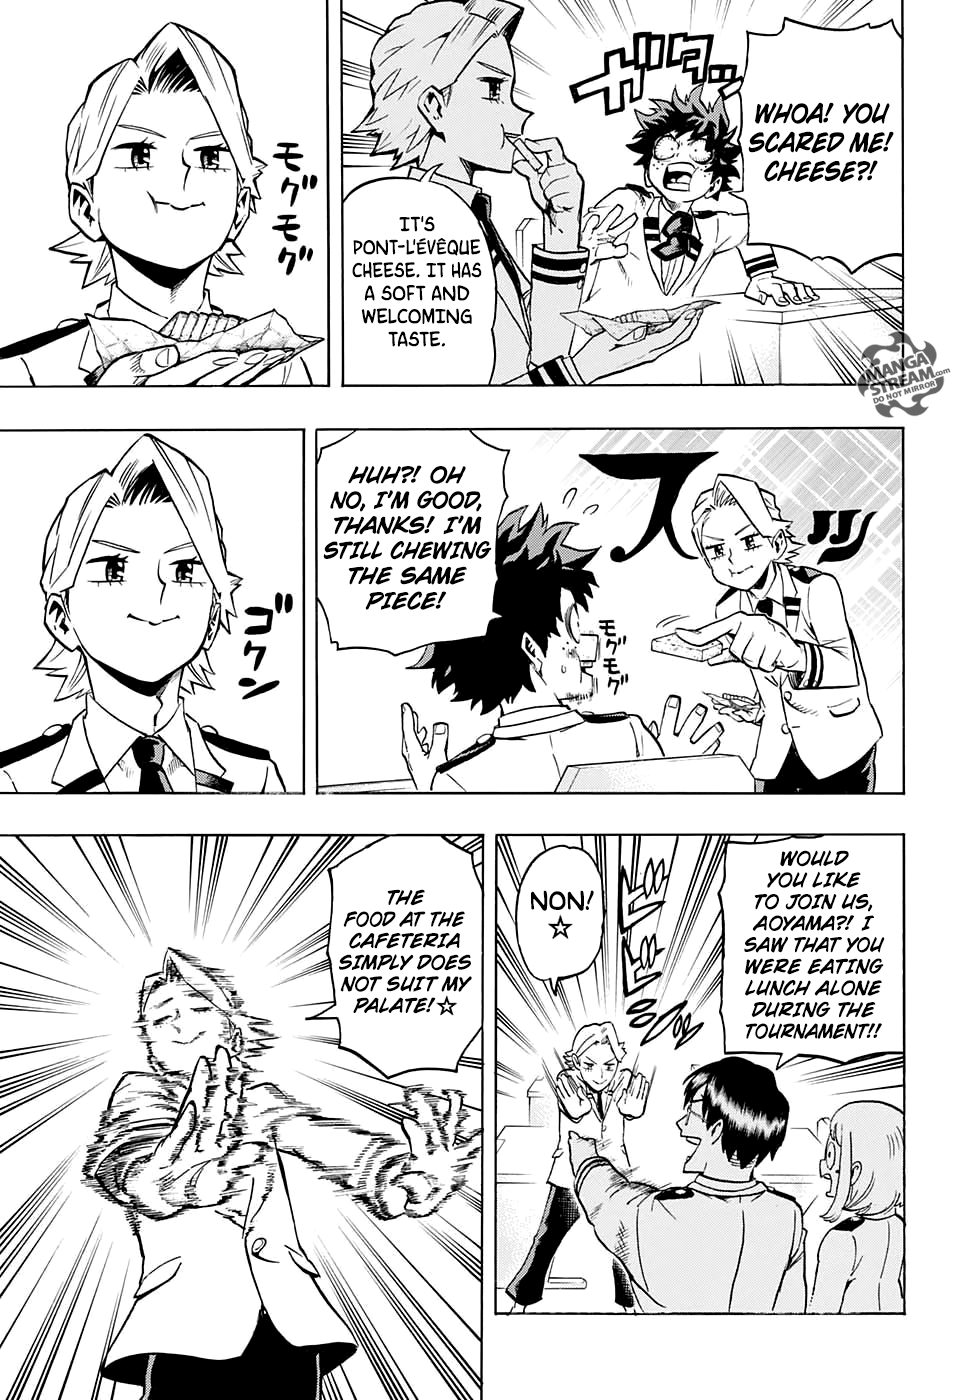 WHOA! YOU
SCARED ME!
CHEESE?!
ガタッ
IT'S
PONT-L'ÉVÊQUE
CHEESE. IT HAS
A SOFT AND
WELCOMING
TASTE.
モグモグ
MANGA
STREAM.com
DO NOT MIRROR
スッ
HUH?! OH
NO, I'M GOOD,
THANKS! I'M
STILL CHEWING
THE SAME
PIECE!
モグモグ
ゴクン
WOULD
YOU LIKE
TO JOIN US,
AOYAMA?! I
SAW THAT YOU
WERE EATING
LUNCH ALONE
DURING THE
TOURNAMENT!!
NON!
☆
THE
FOOD AT THE
CAFETERIA
SIMPLY DOES
NOT SUIT MY
PALATE!☆